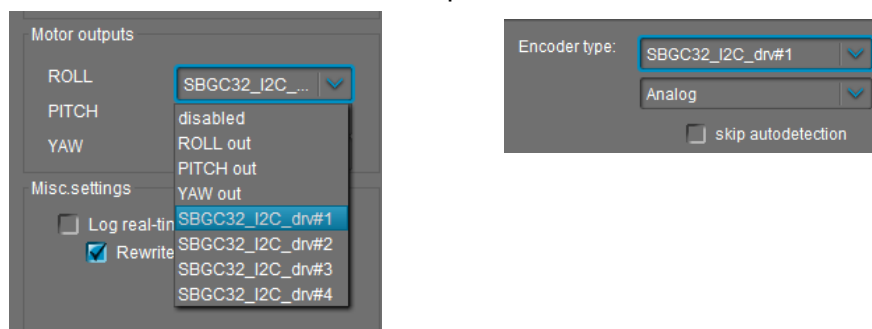 Motor outputs
ROLL
SBGC32_I2C_...
PITCH
YAW
disabled
ROLL out
PITCH out
YAW out
SBGC32_I2C_drv#1
SBGC32_I2C_drv#2
SBGC32_I2C_drv#3
SBGC32_I2C_drv#4
Misc.settings
Log real-tim
Rewrite
Encoder type:
SBGC32_I2C_drv#1
Analog
skip autodetection